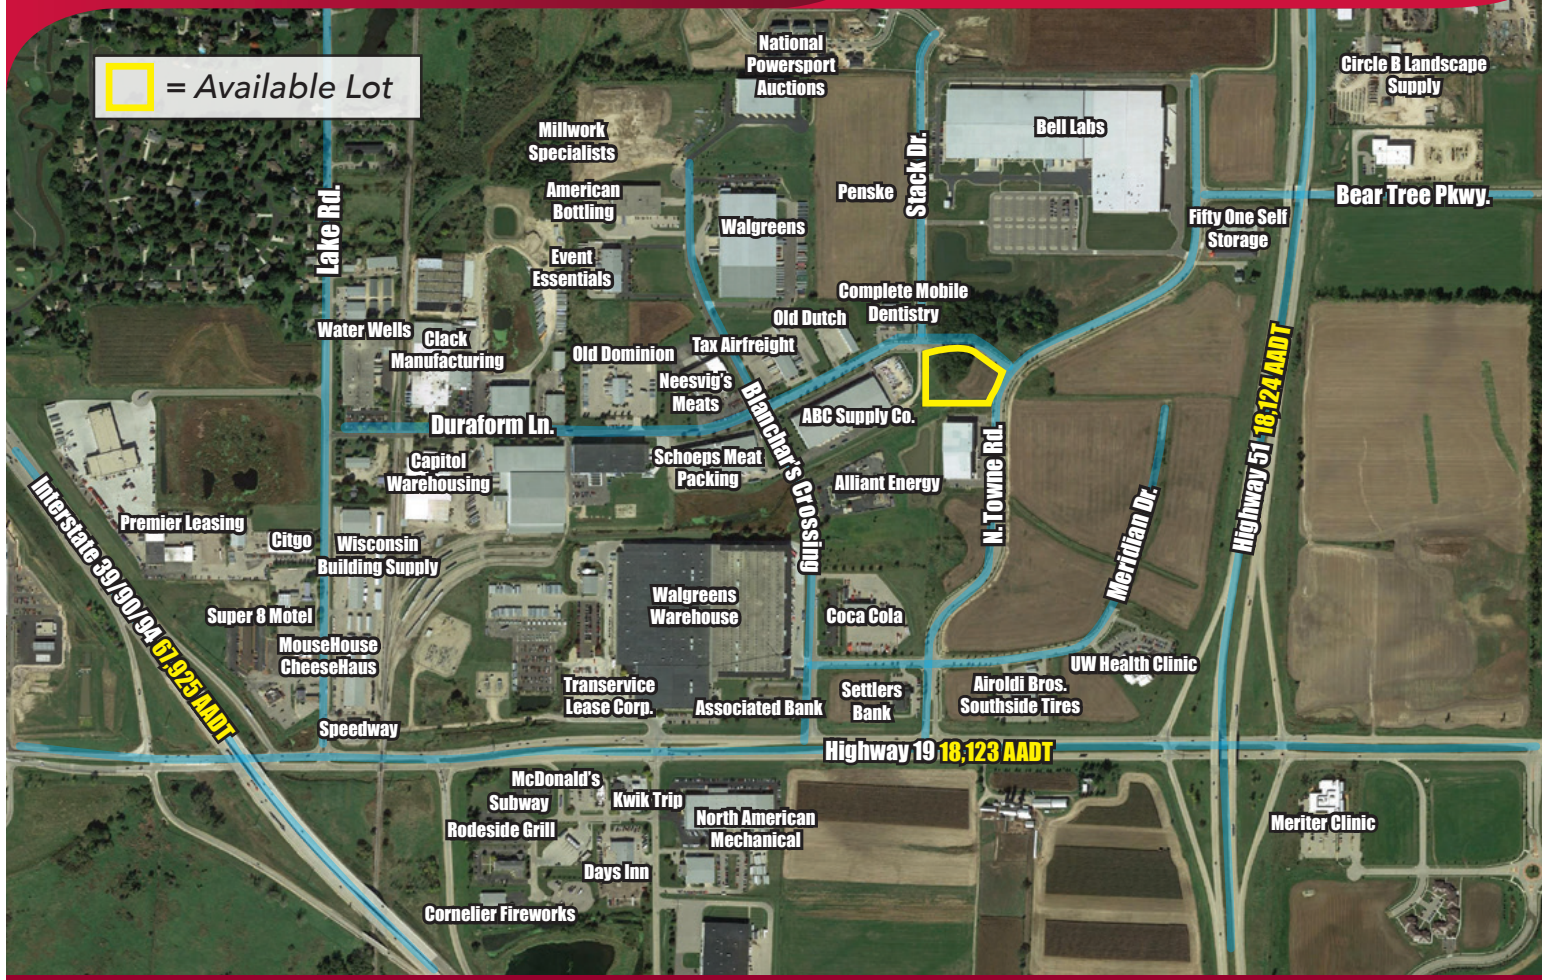 = Available Lot
National
Powersport
Auctions
Circle B Landscape
Supply
Millwork
Specialists
Bell Labs
American
Bottling
Penske
Stack Dr.
Bear Tree Pkwy.
Lake Rd.
Walgreens
Fifty One Self
Storage
Event
Essentials
Complete Mobile
Dentistry
Water Wells
Clack
Manufacturing
Old Dutch
Tax Airfreight
Old Dominion
Neesvig's
Meats
ABC Supply Co.
Duraform Ln.
Blanchar's Crossing
Highway 51 18,124 AADT
Capitol
Warehousing
Schoeps Meat
Packing
Alliant Energy
N. Towne Rd.
Meridian Dr.
Interstate 39/90/94 67,925 AADT
Premier Leasing
Citgo
Wisconsin
Building Supply
Walgreens
Warehouse
Super 8 Motel
Coca Cola
MouseHouse
CheeseHaus
UW Health Clinic
Transervice
Lease Corp.
Associated Bank
Settlers
Bank
Airoldi Bros.
Southside Tires
Speedway
Highway 19 18,123 AADT
McDonald's
Subway
Kwik Trip
Rodeside Grill
North American
Mechanical
Meriter Clinic
Days Inn
Cornelier Fireworks